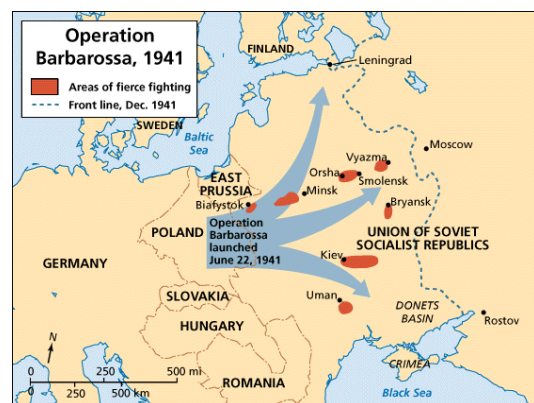 Operation
Barbarossa, 1941
Areas of fierce fighting
Front line, Dec. 1941
FINLAND
Leningrad
SWEDEN
Baltic
Sea
Moscow
Vyazma
Orsha
Smolensk
EAST
PRUSSIA
Minsk
Białystok
Bryansk
POLAND
Operation
Barbarossa
launched
June 22, 1941
UNION OF SOVIET
SOCIALIST REPUBLICS
GERMANY
Kiev
SLOVAKIA
Uman
DONETS
BASIN
Rostov
HUNGARY
N
CRIMEA
0 250 500 mi
0 250 500 km
ROMANIA
Black Sea